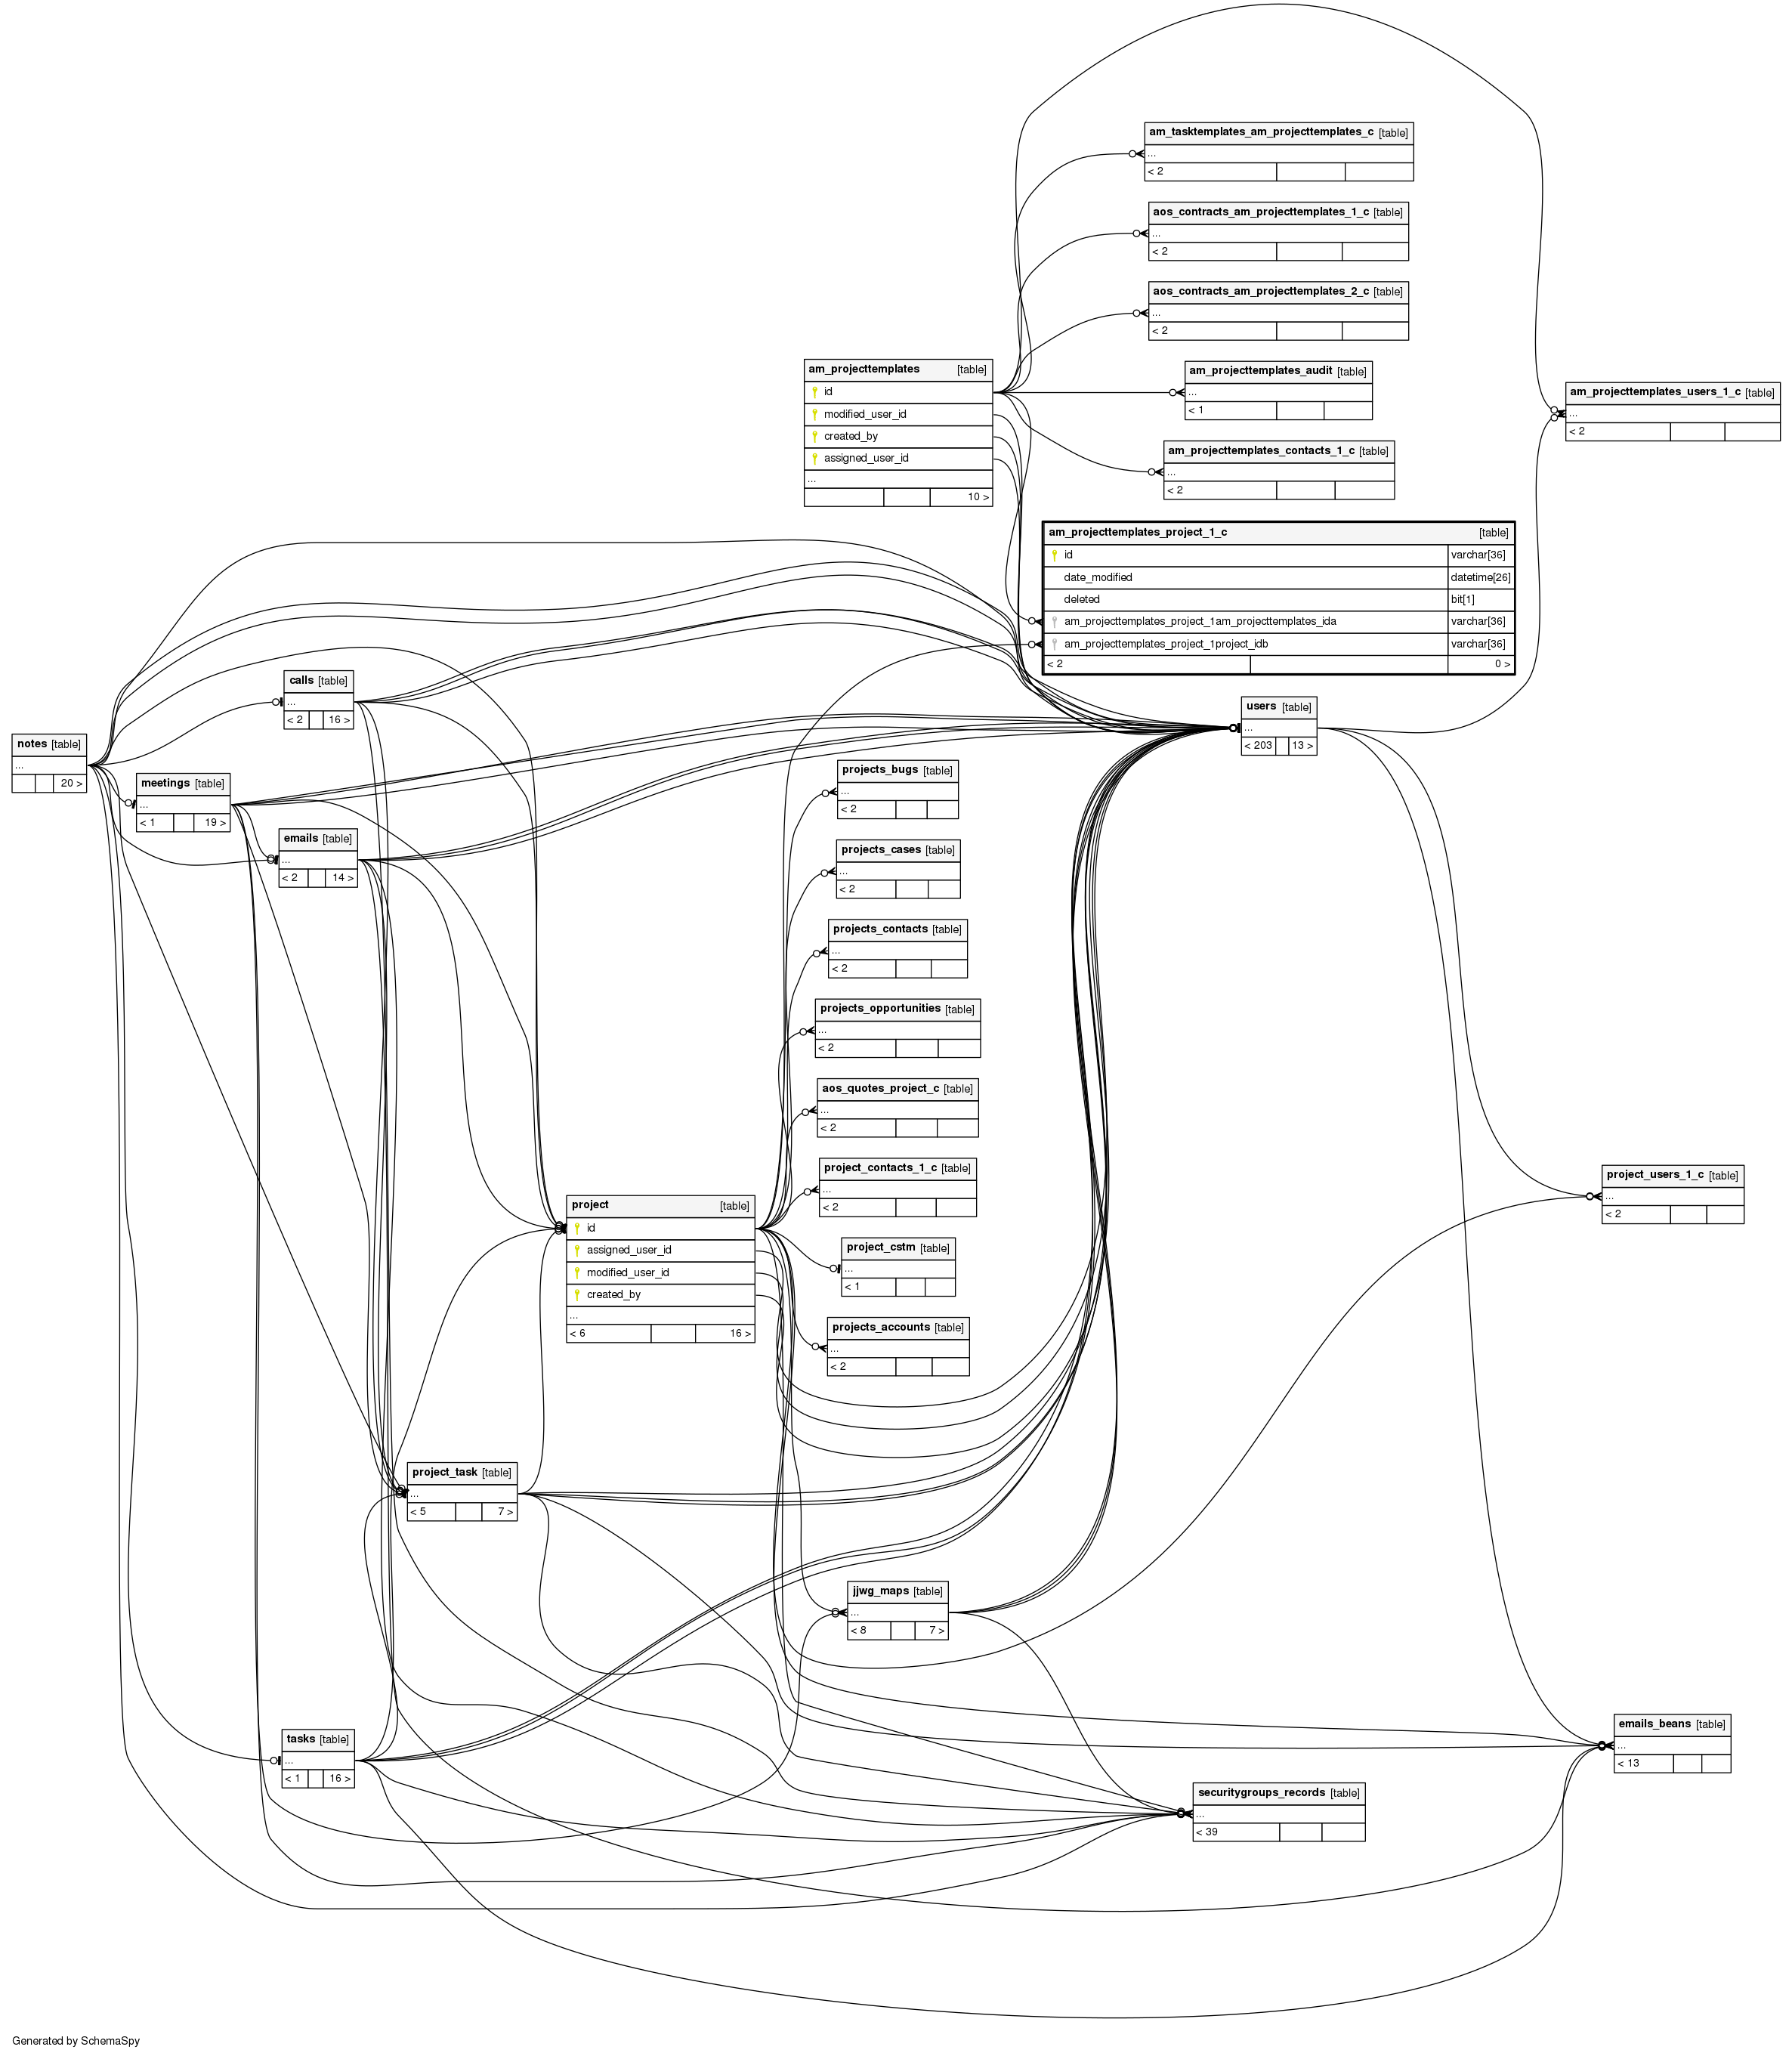 am_tasktemplates_am_projecttemplates_c [table]
...
< 2
aos_contracts_am_projecttemplates_1_c [table]
...
< 2
aos_contracts_am_projecttemplates_2_c [table]
...
< 2
am_projecttemplates [table]
id
modified_user_id
created_by
assigned_user_id
...
10 >
am_projecttemplates_audit [table]
...
< 1
am_projecttemplates_users_1_c [table]
...
< 2
am_projecttemplates_contacts_1_c [table]
...
< 2
am_projecttemplates_project_1_c [table]
id varchar[36]
date_modified datetime[26]
deleted bit[1]
am_projecttemplates_project_1am_projecttemplates_ida varchar[36]
am_projecttemplates_project_1project_idb varchar[36]
< 2 0 >
calls [table]
...
< 2 16 >
users [table]
...
< 203 13 >
notes [table]
...
20 >
meetings [table]
...
< 1 19 >
emails [table]
...
< 2 14 >
projects_bugs [table]
...
< 2
projects_cases [table]
...
< 2
projects_contacts [table]
...
< 2
projects_opportunities [table]
...
< 2
aos_quotes_project_c [table]
...
< 2
project_contacts_1_c [table]
...
< 2
project_users_1_c [table]
...
< 2
project [table]
id
assigned_user_id
modified_user_id
created_by
...
< 6 16 >
project_cstm [table]
...
< 1
projects_accounts [table]
...
< 2
project_task [table]
...
< 5 7 >
jjwg_maps [table]
...
< 8 7 >
emails_beans [table]
...
< 13
tasks [table]
...
< 1 16 >
securitygroups_records [table]
...
< 39
Generated by SchemaSpy